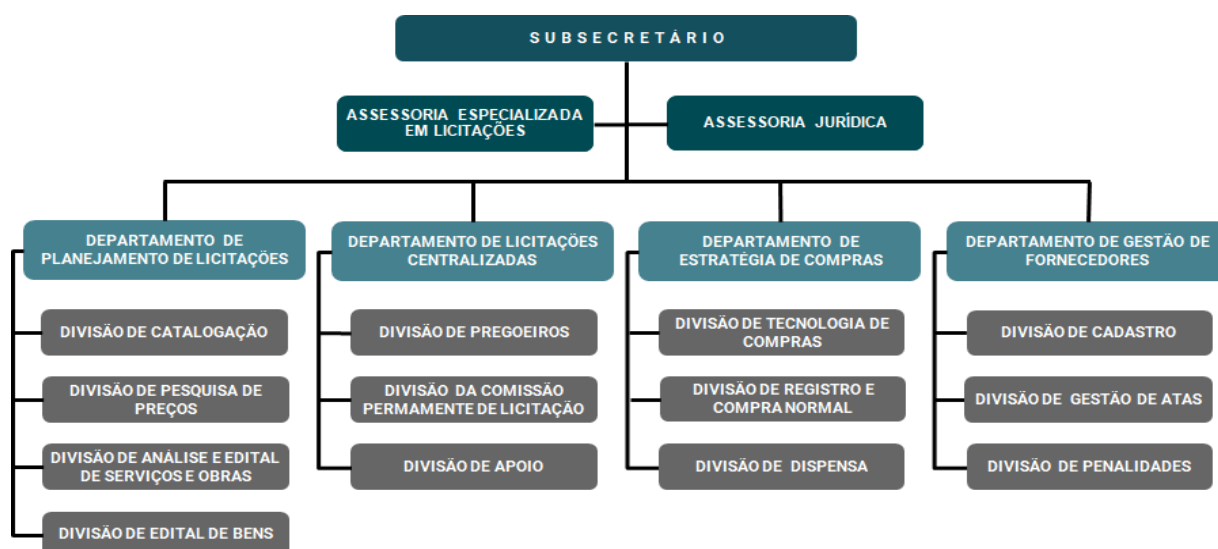 SUBSECRETÁRIO
ASSESSORIA ESPECIALIZADA
EM LICITAÇÕES
ASSESSORIA JURÍDICA
DEPARTAMENTO DE
PLANEJAMENTO DE LICITAÇÕES
DIVISÃO DE CATALOGAÇÃO
DIVISÃO DE PESQUISA DE
PREÇOS
DIVISÃO DE ANÁLISE E EDITAL
DE SERVIÇOS E OBRAS
DIVISÃO DE EDITAL DE BENS
DEPARTAMENTO DE LICITAÇÕES
CENTRALIZADAS
DIVISÃO DE PREGOEIROS
DIVISÃO DA COMISSÃO
PERMAMENTE DE LICITAÇÃO
DIVISÃO DE APOIO
DEPARTAMENTO DE
ESTRATÉGIA DE COMPRAS
DIVISÃO DE TECNOLOGIA DE
COMPRAS
DIVISÃO DE REGISTRO E
COMPRA NORMAL
DIVISÃO DE DISPENSA
DEPARTAMENTO DE GESTÃO DE
FORNECEDORES
DIVISÃO DE CADASTRO
DIVISÃO DE GESTÃO DE ATAS
DIVISÃO DE PENALIDADES